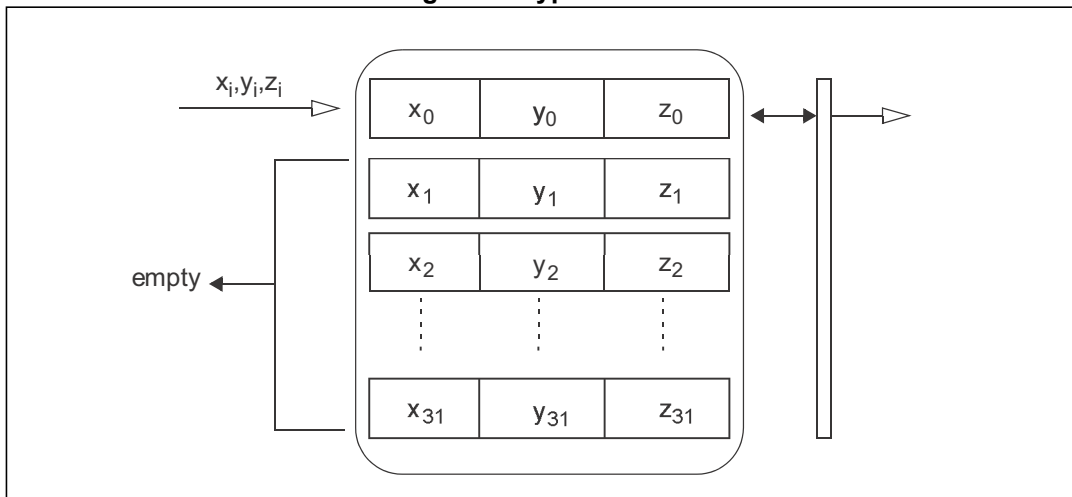 xᵢ,yᵢ,zᵢ
x₀ y₀ z₀
x₁ y₁ z₁
x₂ y₂ z₂
empty
x₃₁ y₃₁ z₃₁